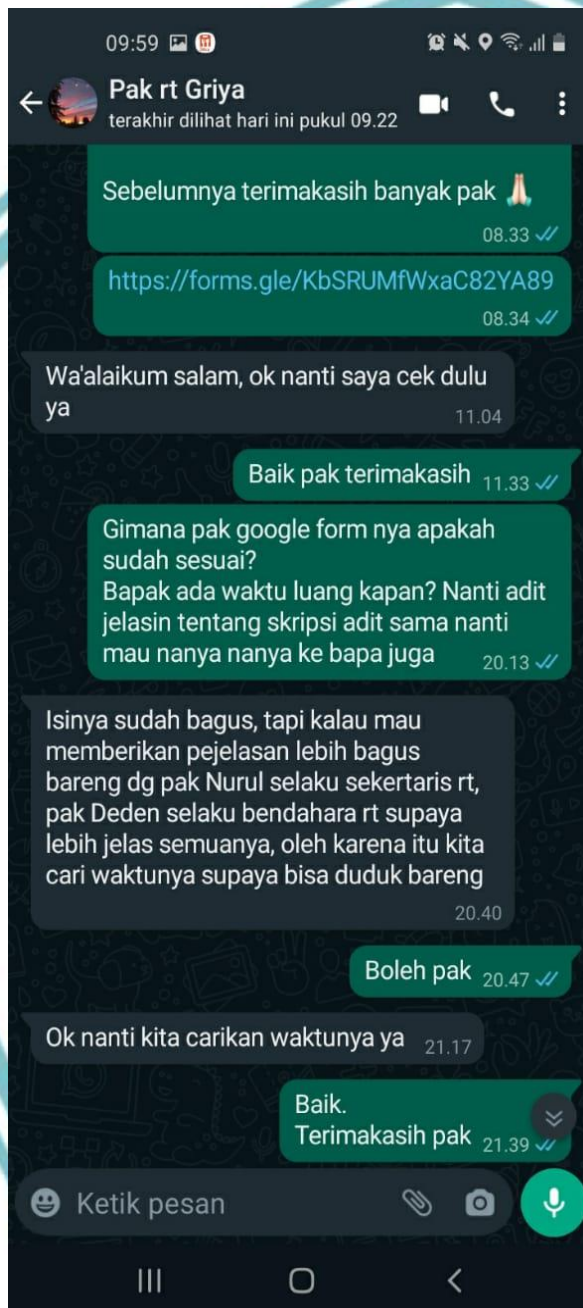 09:59
Pak rt Griya
terakhir dilihat hari ini pukul 09.22
Sebelumnya terimakasih banyak pak 🙏🏻
08.33
https://forms.gle/KbSRUMfWxaC82YA89
08.34
Wa'alaikum salam, ok nanti saya cek dulu
ya
11.04
Baik pak terimakasih 11.33
Gimana pak google form nya apakah
sudah sesuai?
Bapak ada waktu luang kapan? Nanti adit
jelasin tentang skripsi adit sama nanti
mau nanya nanya ke bapa juga 20.13
Isinya sudah bagus, tapi kalau mau
memberikan pejelasan lebih bagus
bareng dg pak Nurul selaku sekertaris rt,
pak Deden selaku bendahara rt supaya
lebih jelas semuanya, oleh karena itu kita
cari waktunya supaya bisa duduk bareng
20.40
Boleh pak 20.47
Ok nanti kita carikan waktunya ya 21.17
Baik.
Terimakasih pak 21.39
Ketik pesan